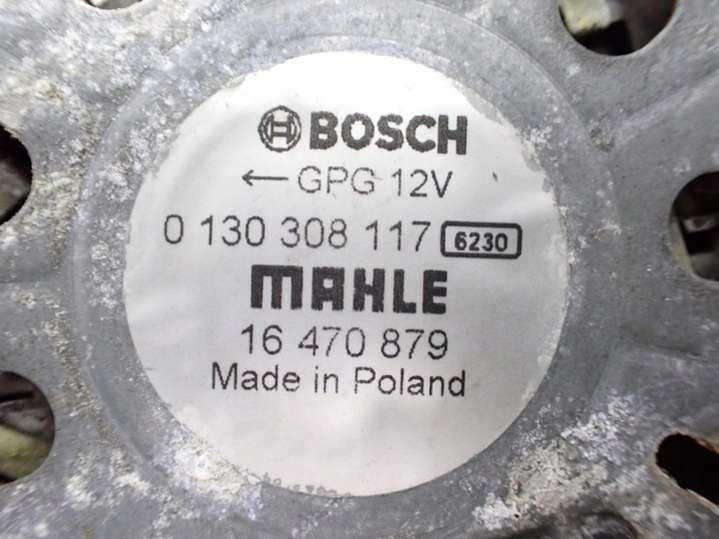 BOSCH
← GPG 12V
0 130 308 117 6230
MAHLE
16 470 879
Made in Poland